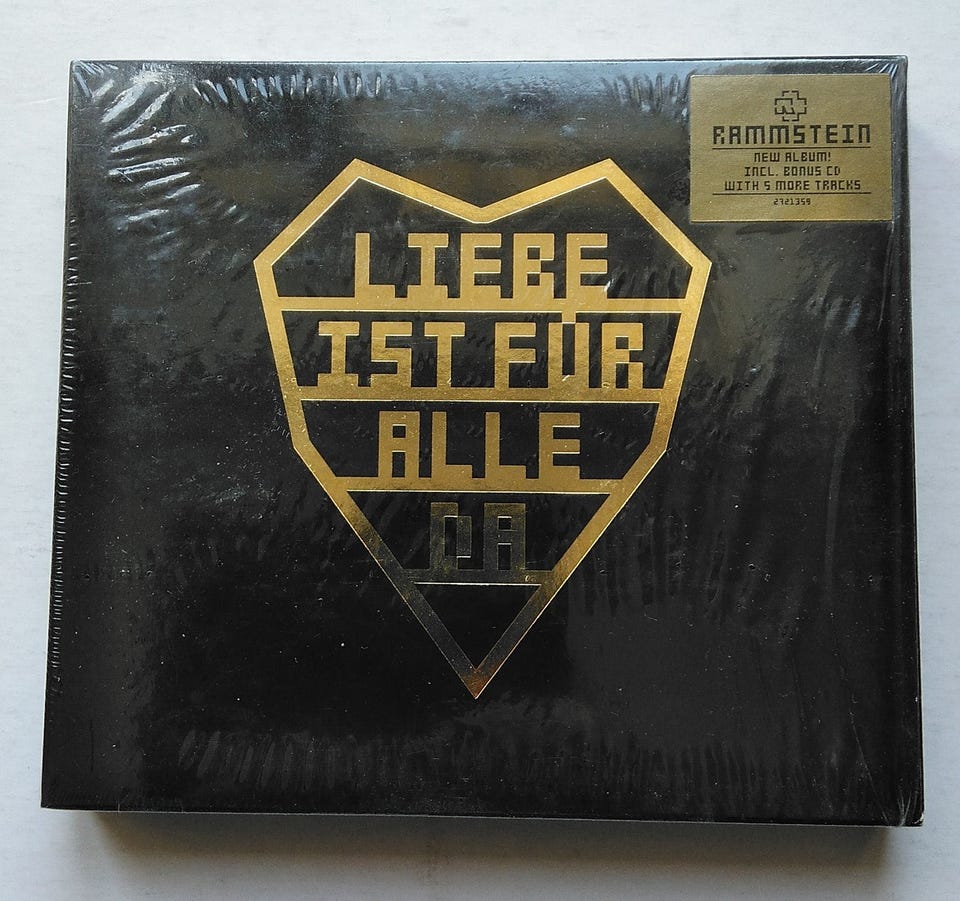 LIEBE
IST FÜR
ALLE
DA
RAMMSTEIN
NEW ALBUM!
INCL. BONUS CD
WITH 5 MORE TRACKS
2721359